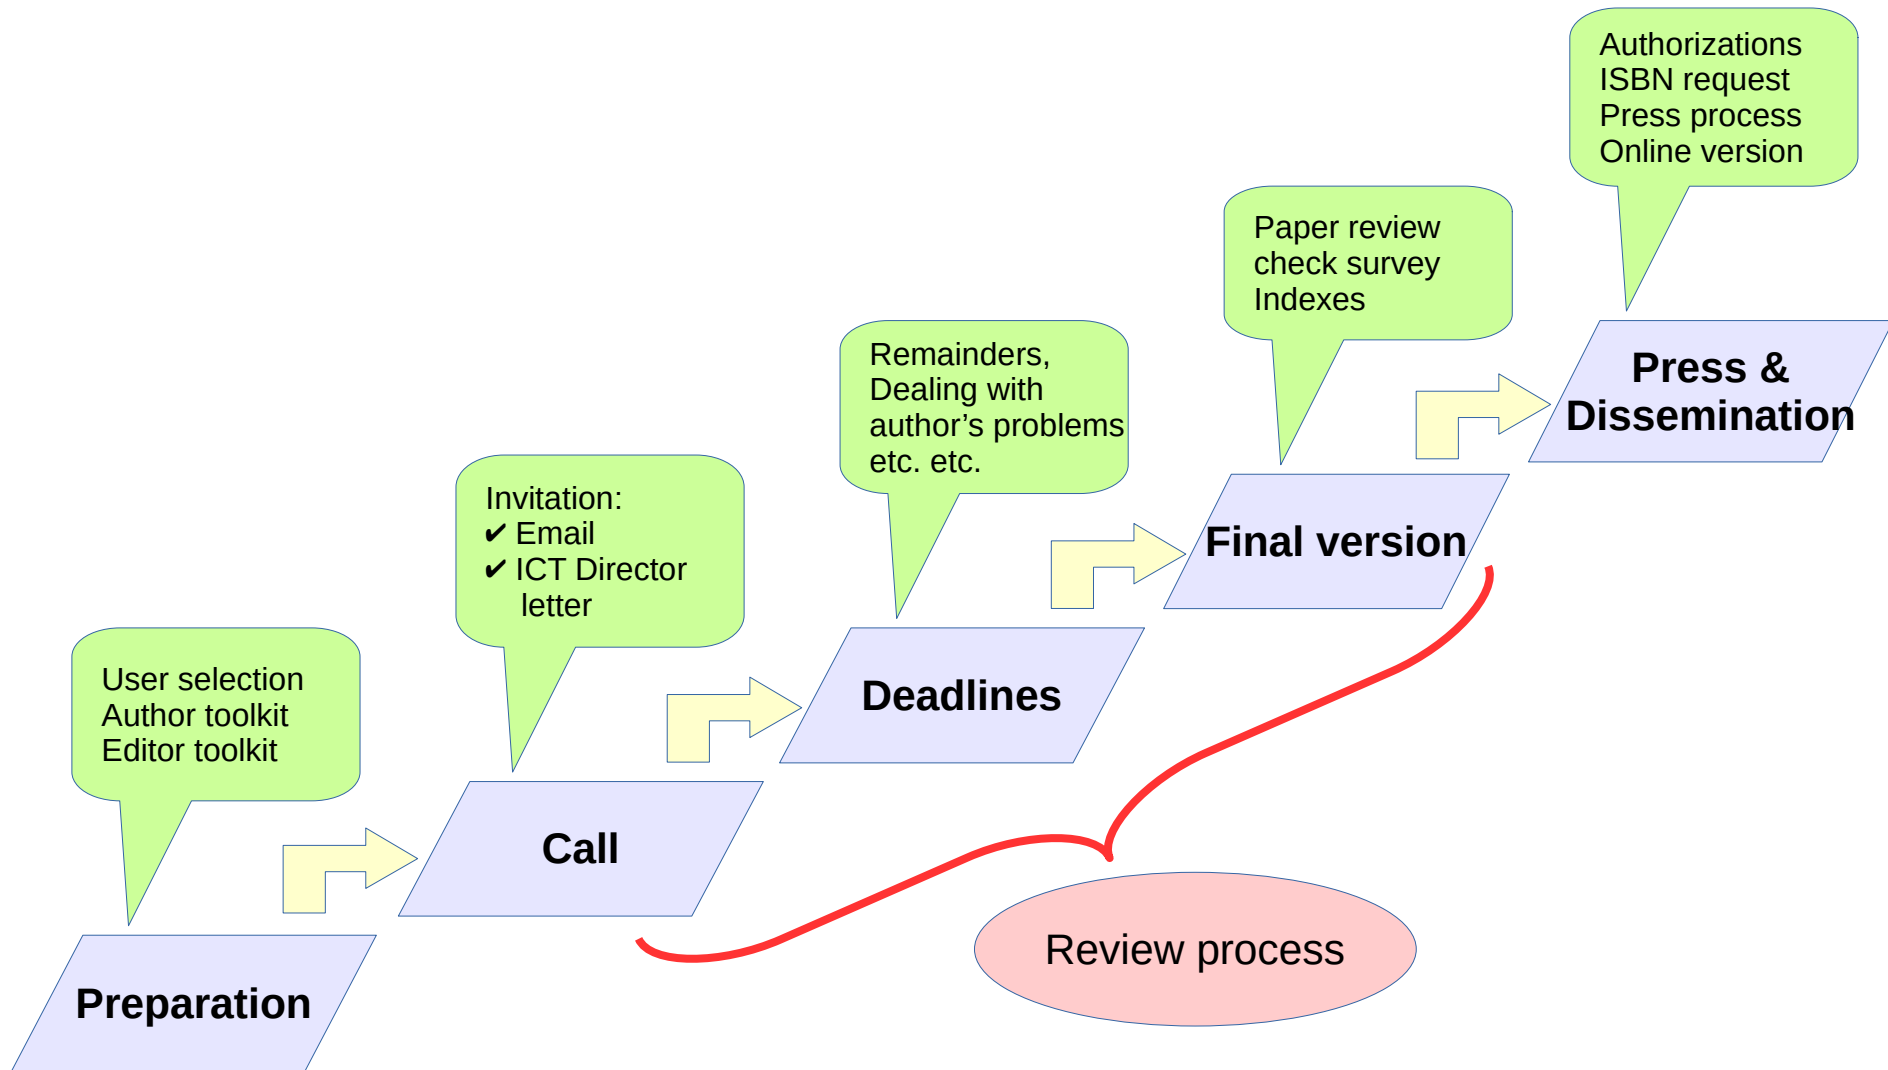 Authorizations
ISBN request
Press process
Online version
Press &
Dissemination
Paper review
check survey
Indexes
Final version
Remainders,
Dealing with
author’s problems
etc. etc.
Deadlines
Invitation:
✔ Email
✔ ICT Director
letter
Call
User selection
Author toolkit
Editor toolkit
Preparation
Review process